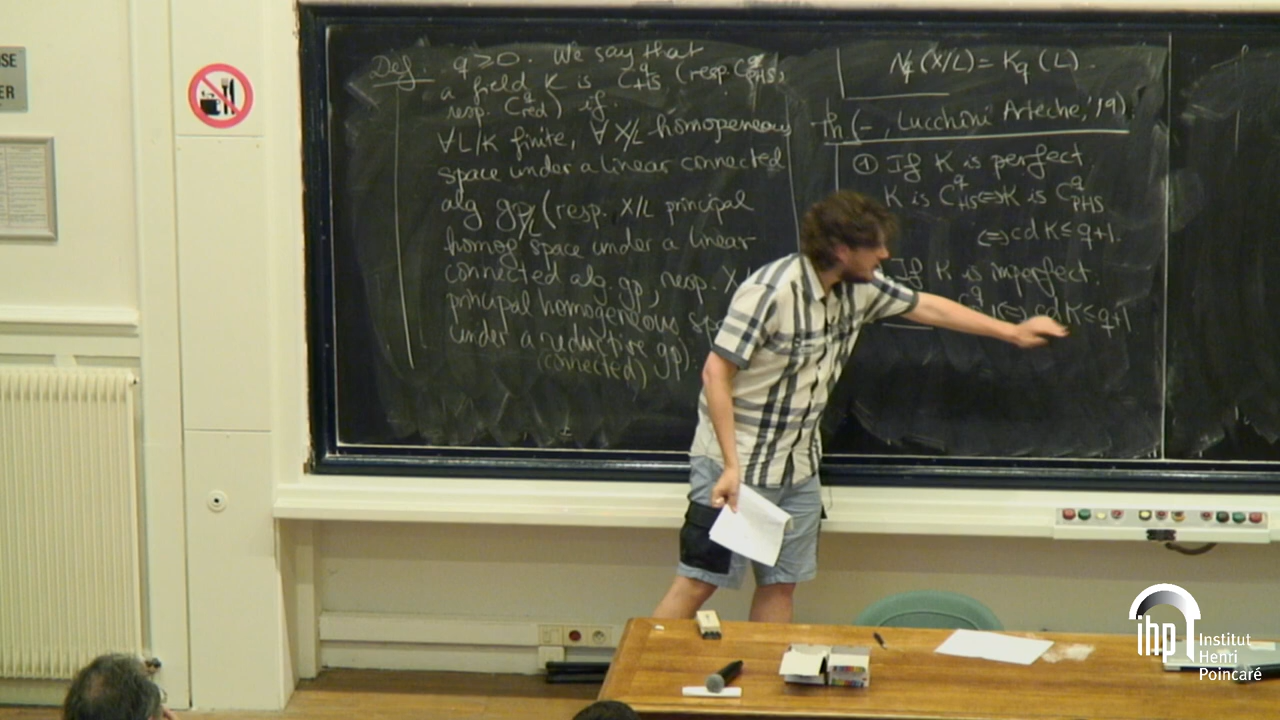 Def. q≥0. We say that
a field K is C^q_HS (resp. C^q_PHS,
resp. C^q_red) if:
∀L/K finite, ∀X/L homogeneous
space under a linear connected
alg gp/L (resp. X/L principal
homog space under a linear
connected alg. gp, resp. X/
principal homogeneous
under a reductive gp).
(connected)
N_q(X/L) = K_q(L).
Th (–, Lucchini Arteche, '19)
① If K is perfect
K is C^q_HS ⇔ K is C^q_PHS
⇔ cd K ≤ q+1.
If K is imperfect.
⇔ cd K ≤ q+1
ihp
Institut
Henri
Poincaré